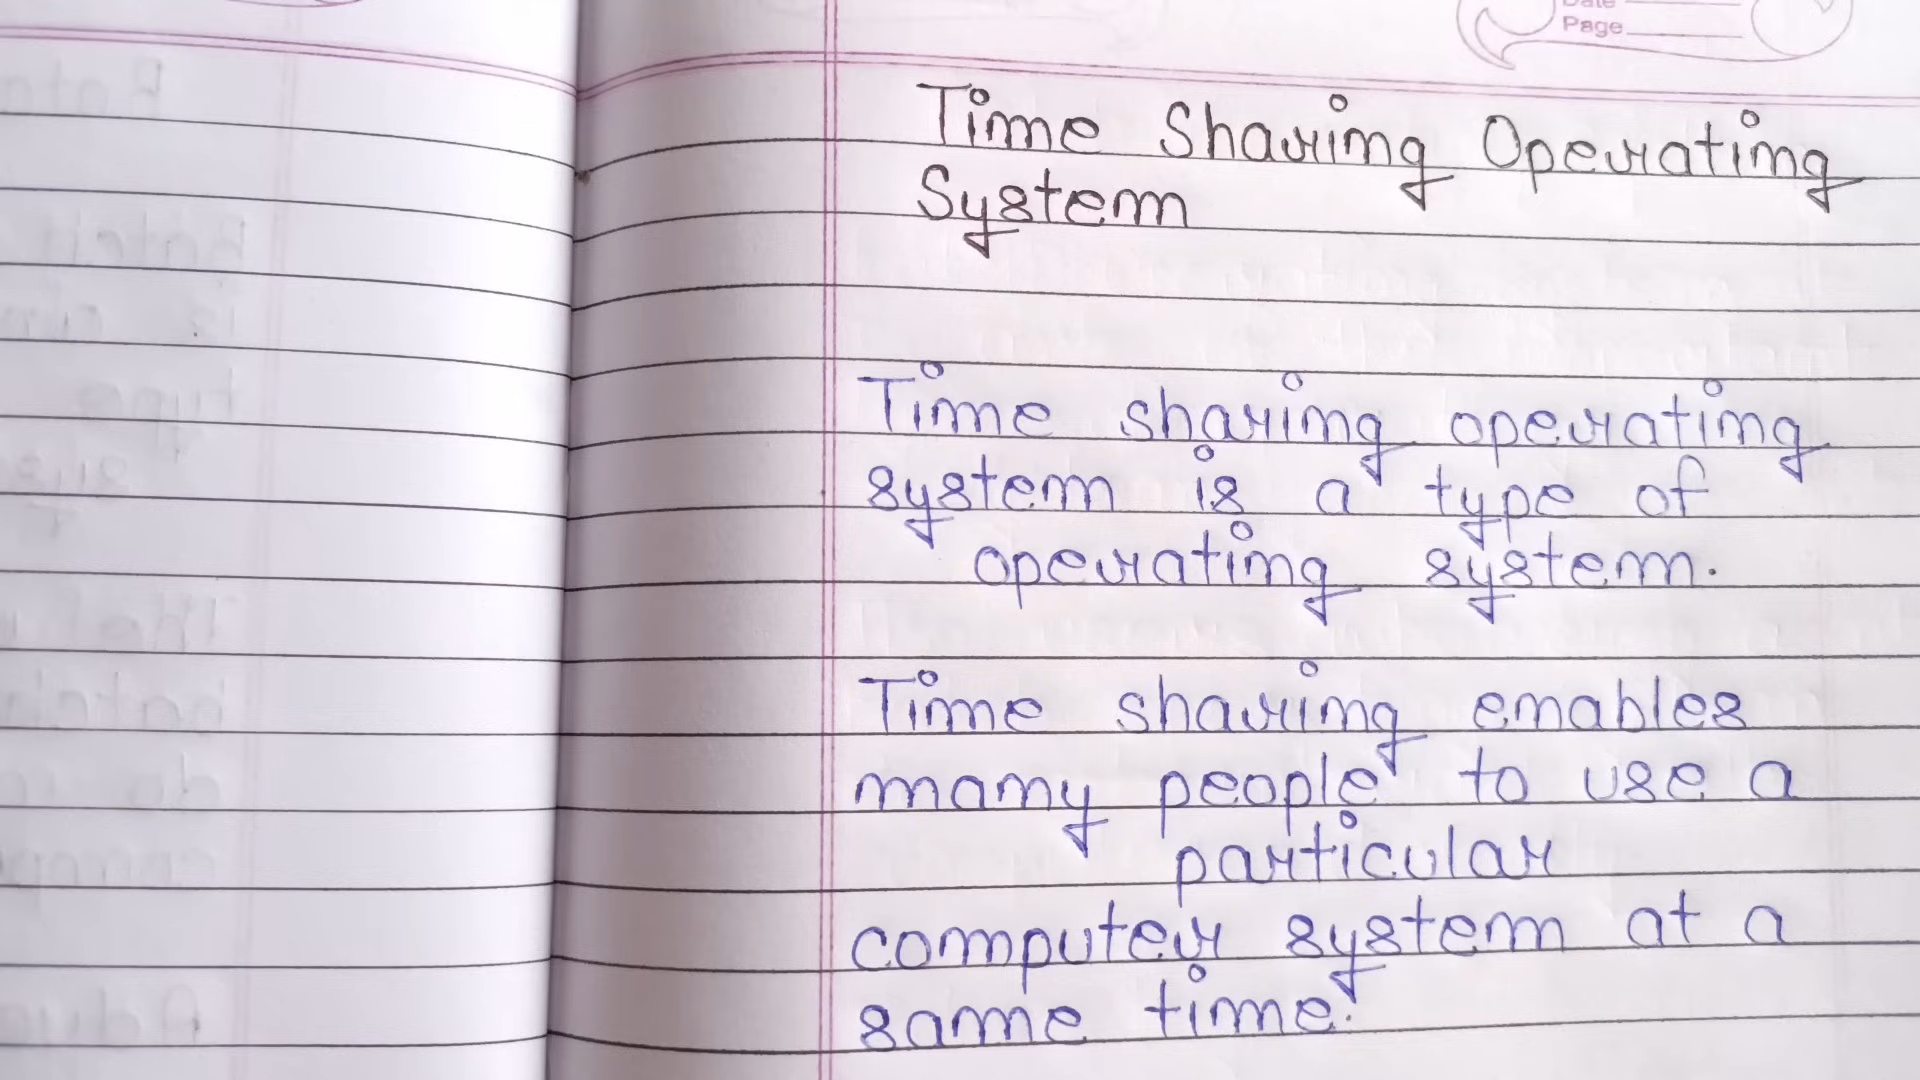 Date
Page
Time Sharing Operating
System
Time sharing operating
system is a type of
operating system.
Time sharing enables
many people to use a
particular
computer system at a
same time.